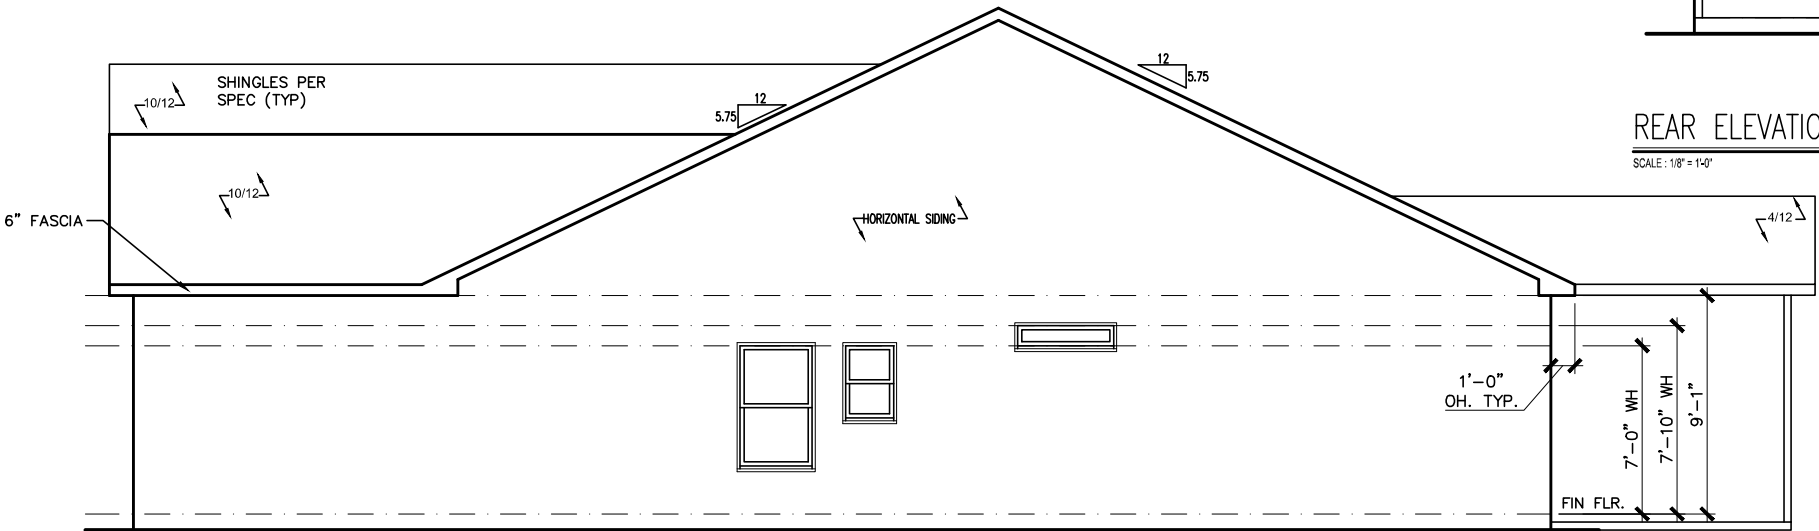 12
5.75
SHINGLES PER
SPEC (TYP)
10/12
12
5.75
REAR ELEVATIO
SCALE : 1/8" = 1'-0"
10/12
6" FASCIA
HORIZONTAL SIDING
4/12
1'-0"
OH. TYP.
7'-0" WH
7'-10" WH
9'-1"
FIN FLR.